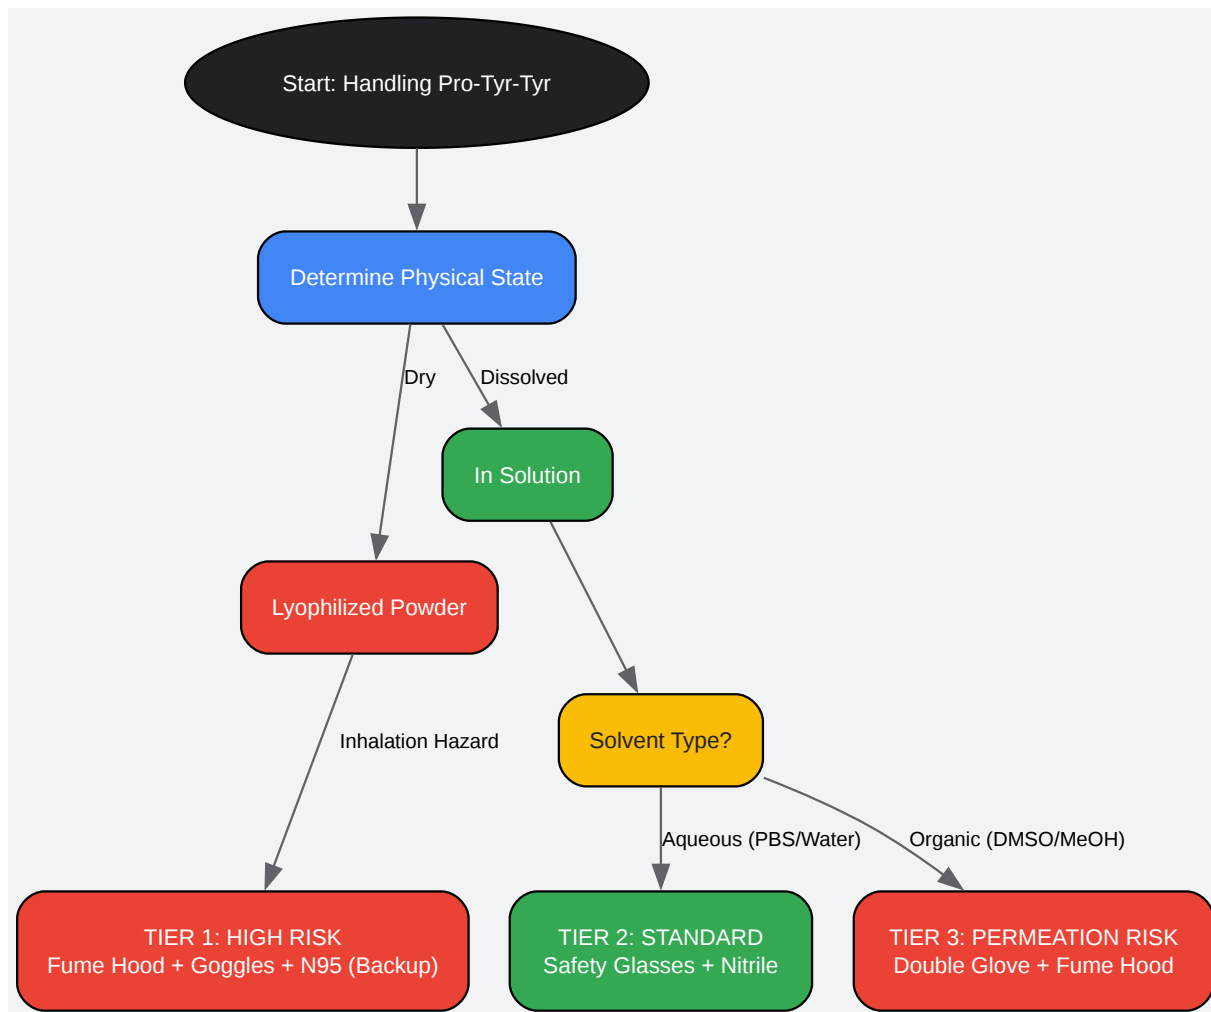 Start: Handling Pro-Tyr-Tyr
Determine Physical State
Dry
Dissolved
In Solution
Lyophilized Powder
Solvent Type?
Inhalation Hazard
Aqueous (PBS/Water)
Organic (DMSO/MeOH)
TIER 1: HIGH RISK
Fume Hood + Goggles + N95 (Backup)
TIER 2: STANDARD
Safety Glasses + Nitrile
TIER 3: PERMEATION RISK
Double Glove + Fume Hood